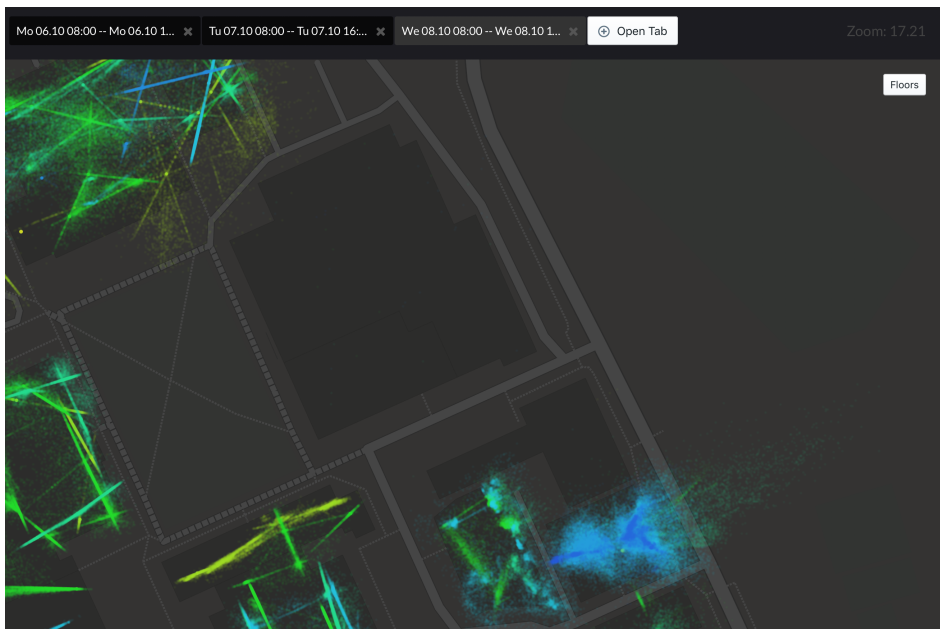 Mo 06.10 08:00 -- Mo 06.10 1...
Tu 07.10 08:00 -- Tu 07.10 16:...
We 08.10 08:00 -- We 08.10 1...
Open Tab
Zoom: 17.21
Floors